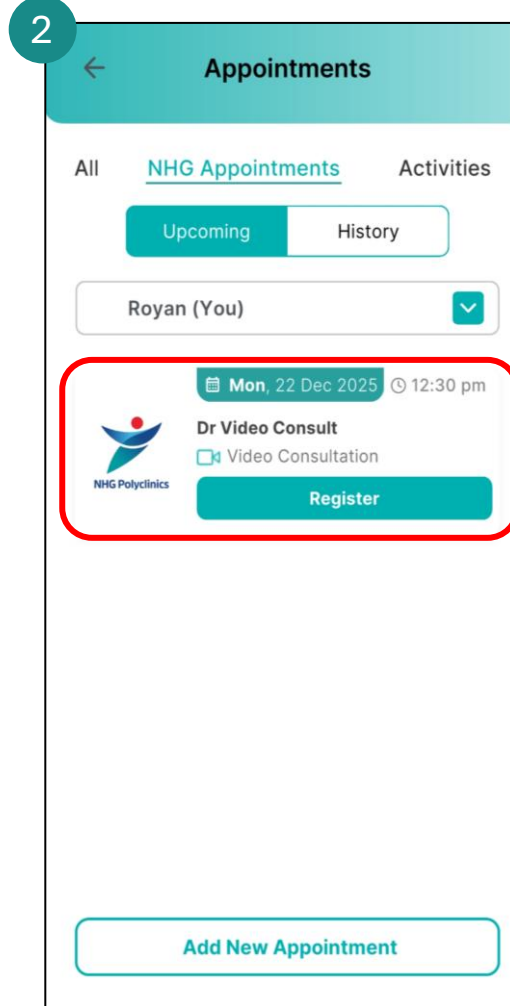 2
Appointments
All NHG Appointments Activities
Upcoming History
Royan (You)
Mon, 22 Dec 2025 12:30 pm
Dr Video Consult
Video Consultation
NHG Polyclinics
Register
Add New Appointment